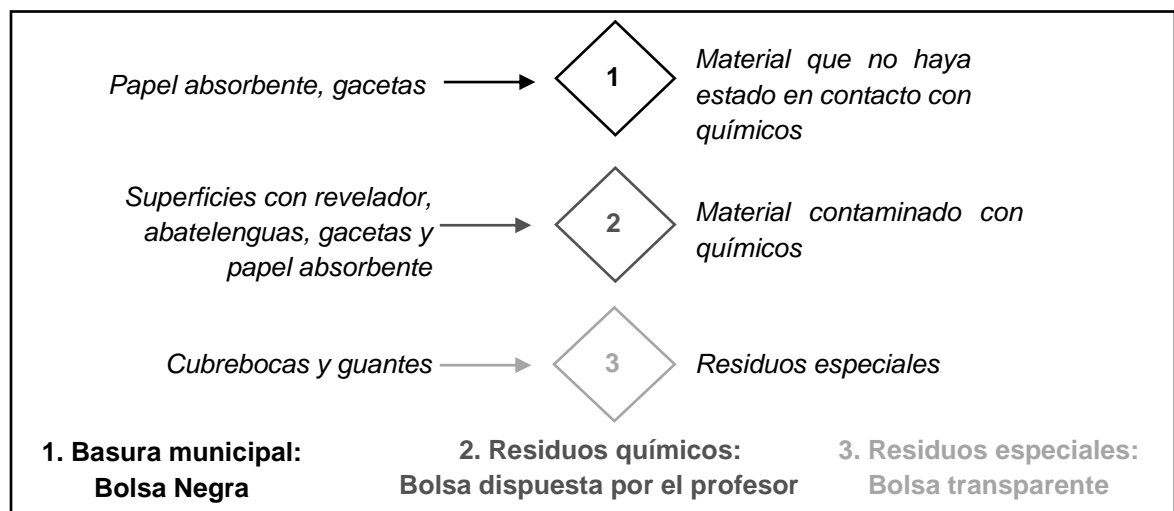 Papel absorbente, gacetas
1
Material que no haya
estado en contacto con
químicos
Superficies con revelador,
abatelenguas, gacetas y
papel absorbente
2
Material contaminado con
químicos
Cubrebocas y guantes
3
Residuos especiales
1. Basura municipal:
Bolsa Negra
2. Residuos químicos:
Bolsa dispuesta por el profesor
3. Residuos especiales:
Bolsa transparente